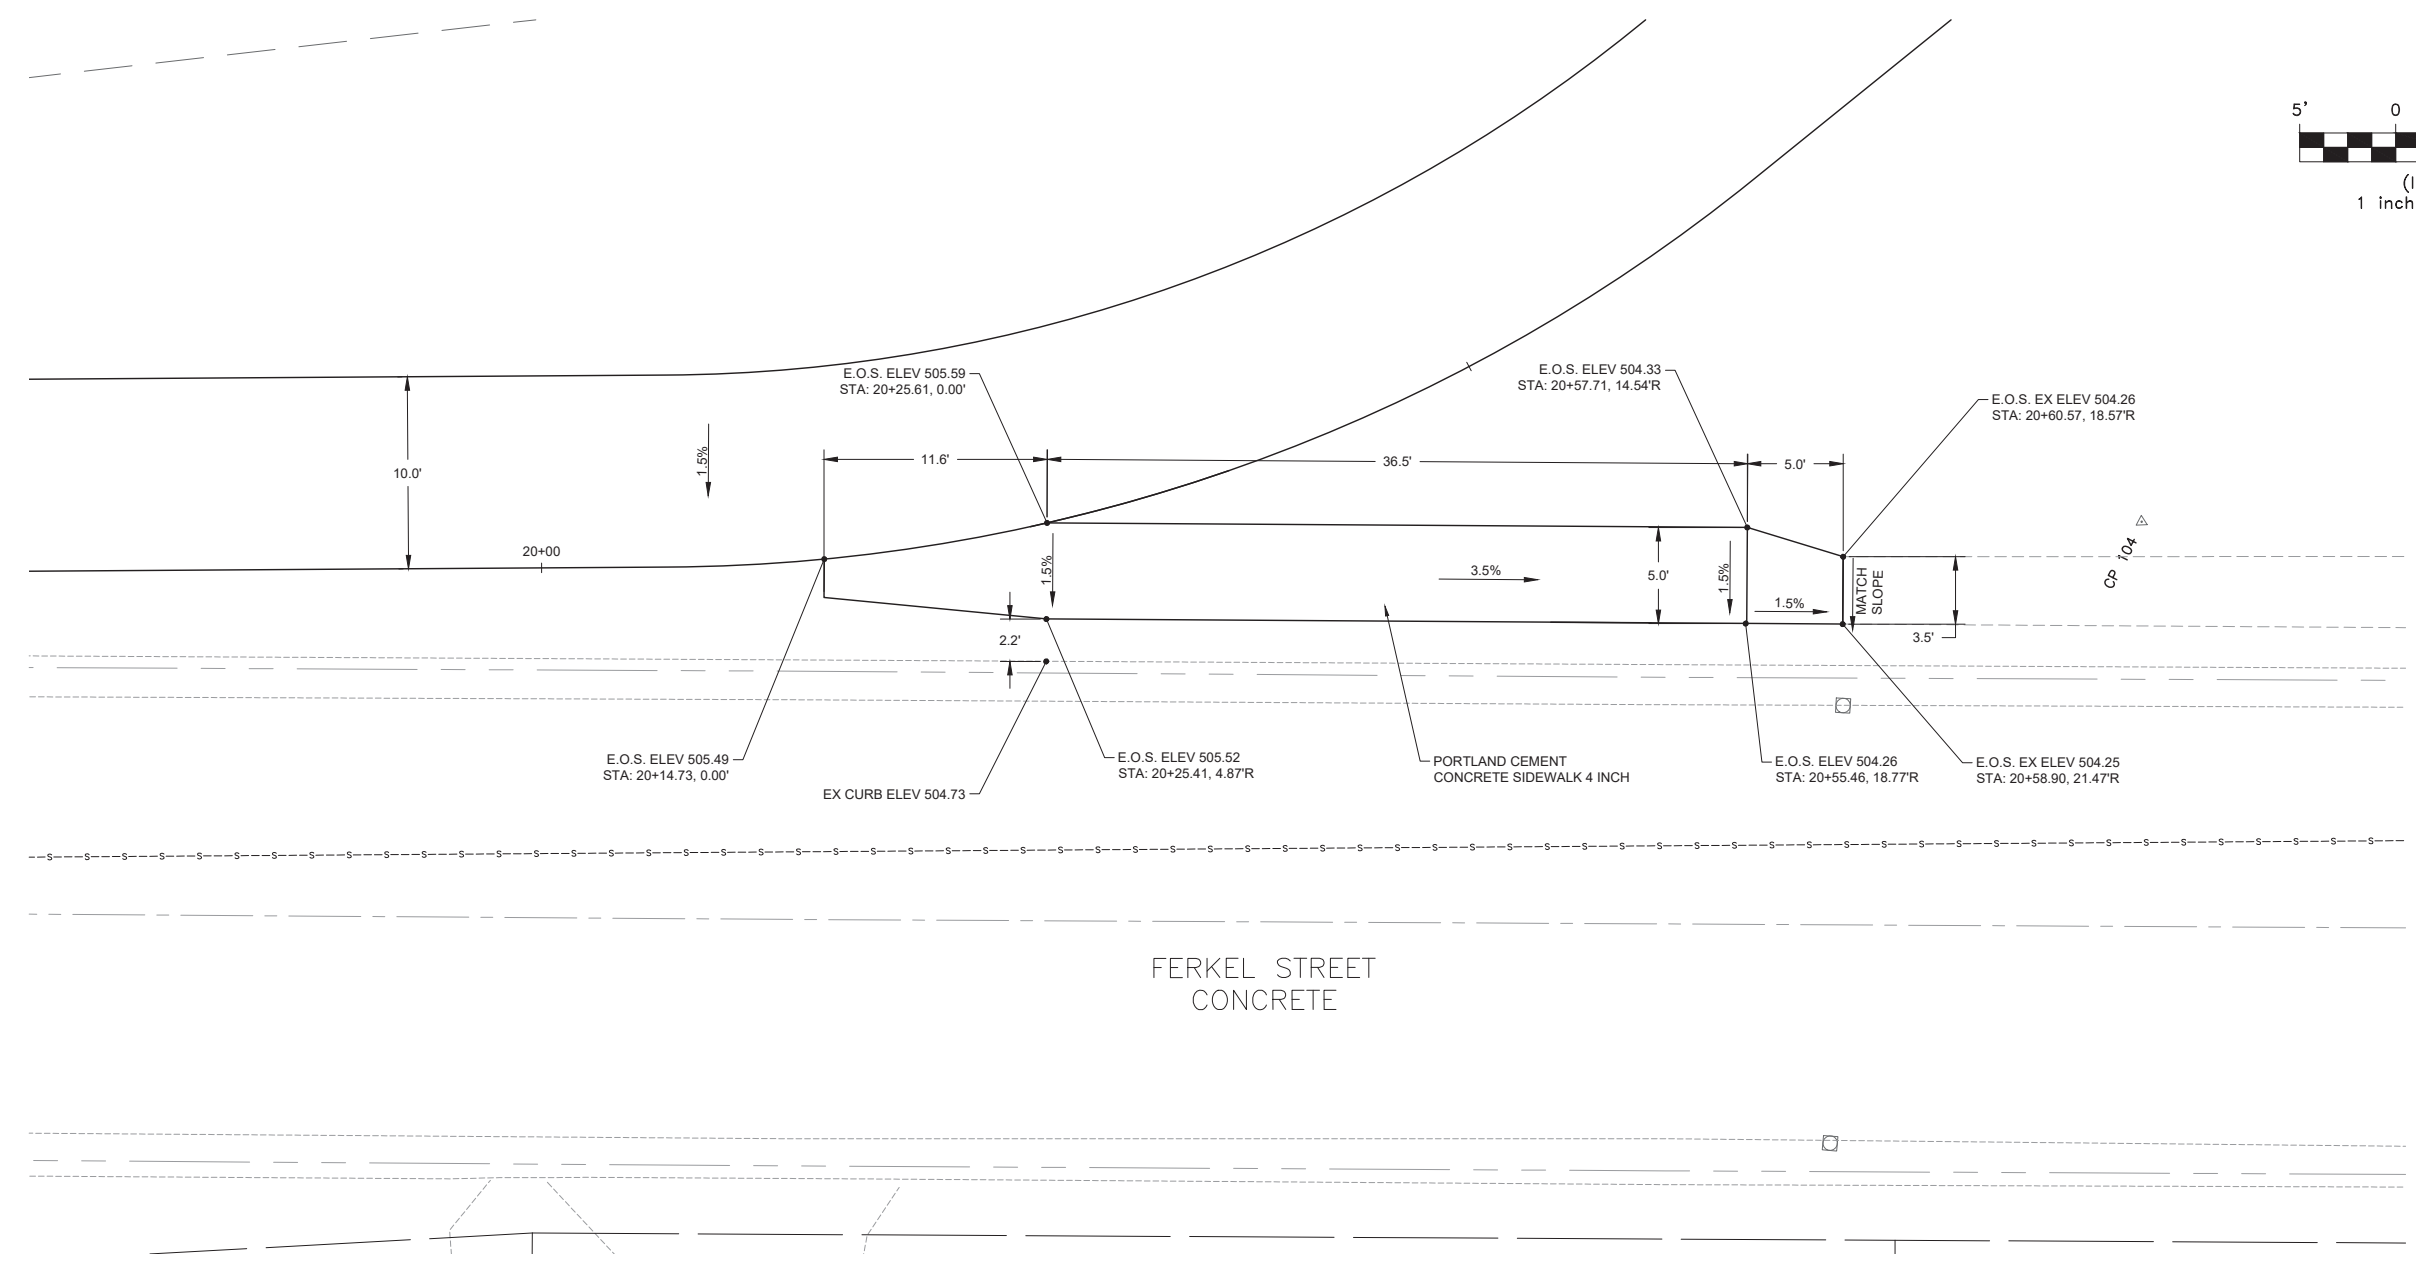 5' 0
(I
1 inch
E.O.S. ELEV 505.59
STA: 20+25.61, 0.00'
E.O.S. ELEV 504.33
STA: 20+57.71, 14.54'R
E.O.S. EX ELEV 504.26
STA: 20+60.57, 18.57'R
11.6'
36.5'
5.0'
10.0'
1.5%
20+00
1.5%
3.5%
5.0'
1.5%
1.5%
MATCH
SLOPE
CP 104
2.2'
3.5'
E.O.S. ELEV 505.49
STA: 20+14.73, 0.00'
EX CURB ELEV 504.73
E.O.S. ELEV 505.52
STA: 20+25.41, 4.87'R
PORTLAND CEMENT
CONCRETE SIDEWALK 4 INCH
E.O.S. ELEV 504.26
STA: 20+55.46, 18.77'R
E.O.S. EX ELEV 504.25
STA: 20+58.90, 21.47'R
S S S S S S S S S S S S S S S S S S S S S S S S S S S S S S S S S S S S S S S S S S S S S S S S S S S S S S S S S S S S S S S
FERKEL STREET
CONCRETE